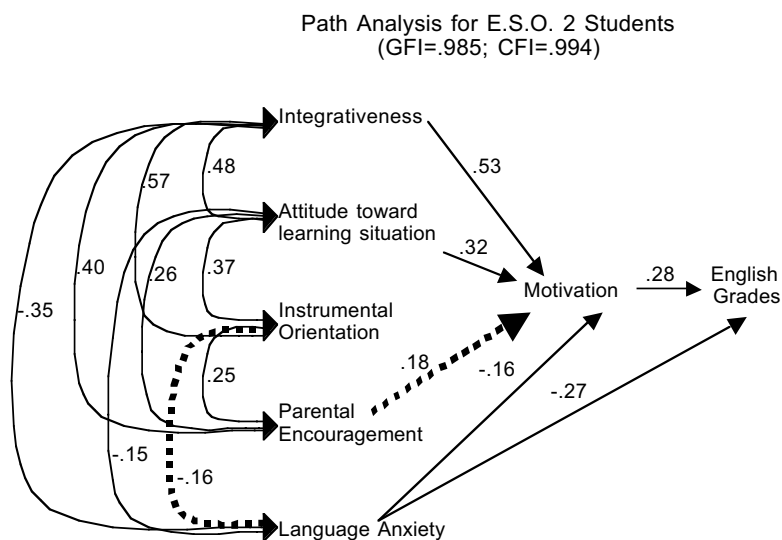 Path Analysis for E.S.O. 2 Students
(GFI=.985; CFI=.994)
Integrativeness
.48
.53
.57
Attitude toward
learning situation
.32
.40
.26
.37
-.35
Motivation
.28
English
Grades
Instrumental
Orientation
.18
-.16
.25
-.27
Parental
Encouragement
-.15
-.16
Language Anxiety